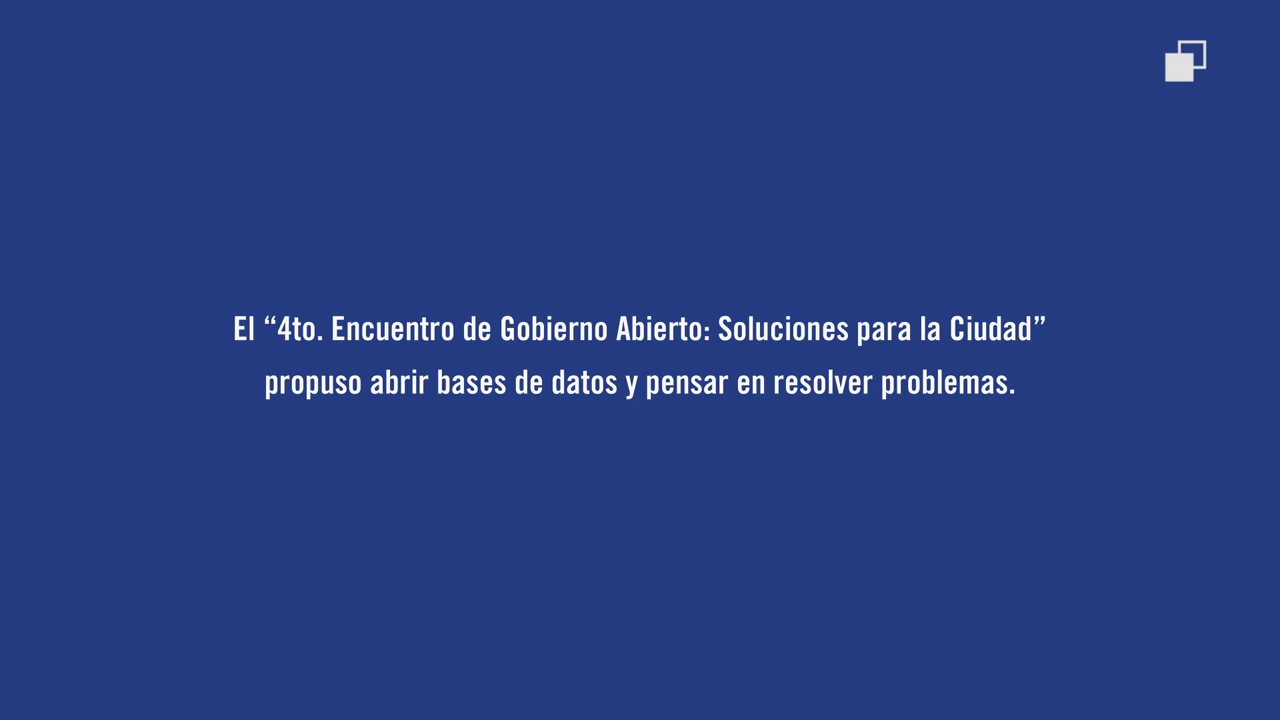 El “4to. Encuentro de Gobierno Abierto: Soluciones para la Ciudad”
propuso abrir bases de datos y pensar en resolver problemas.